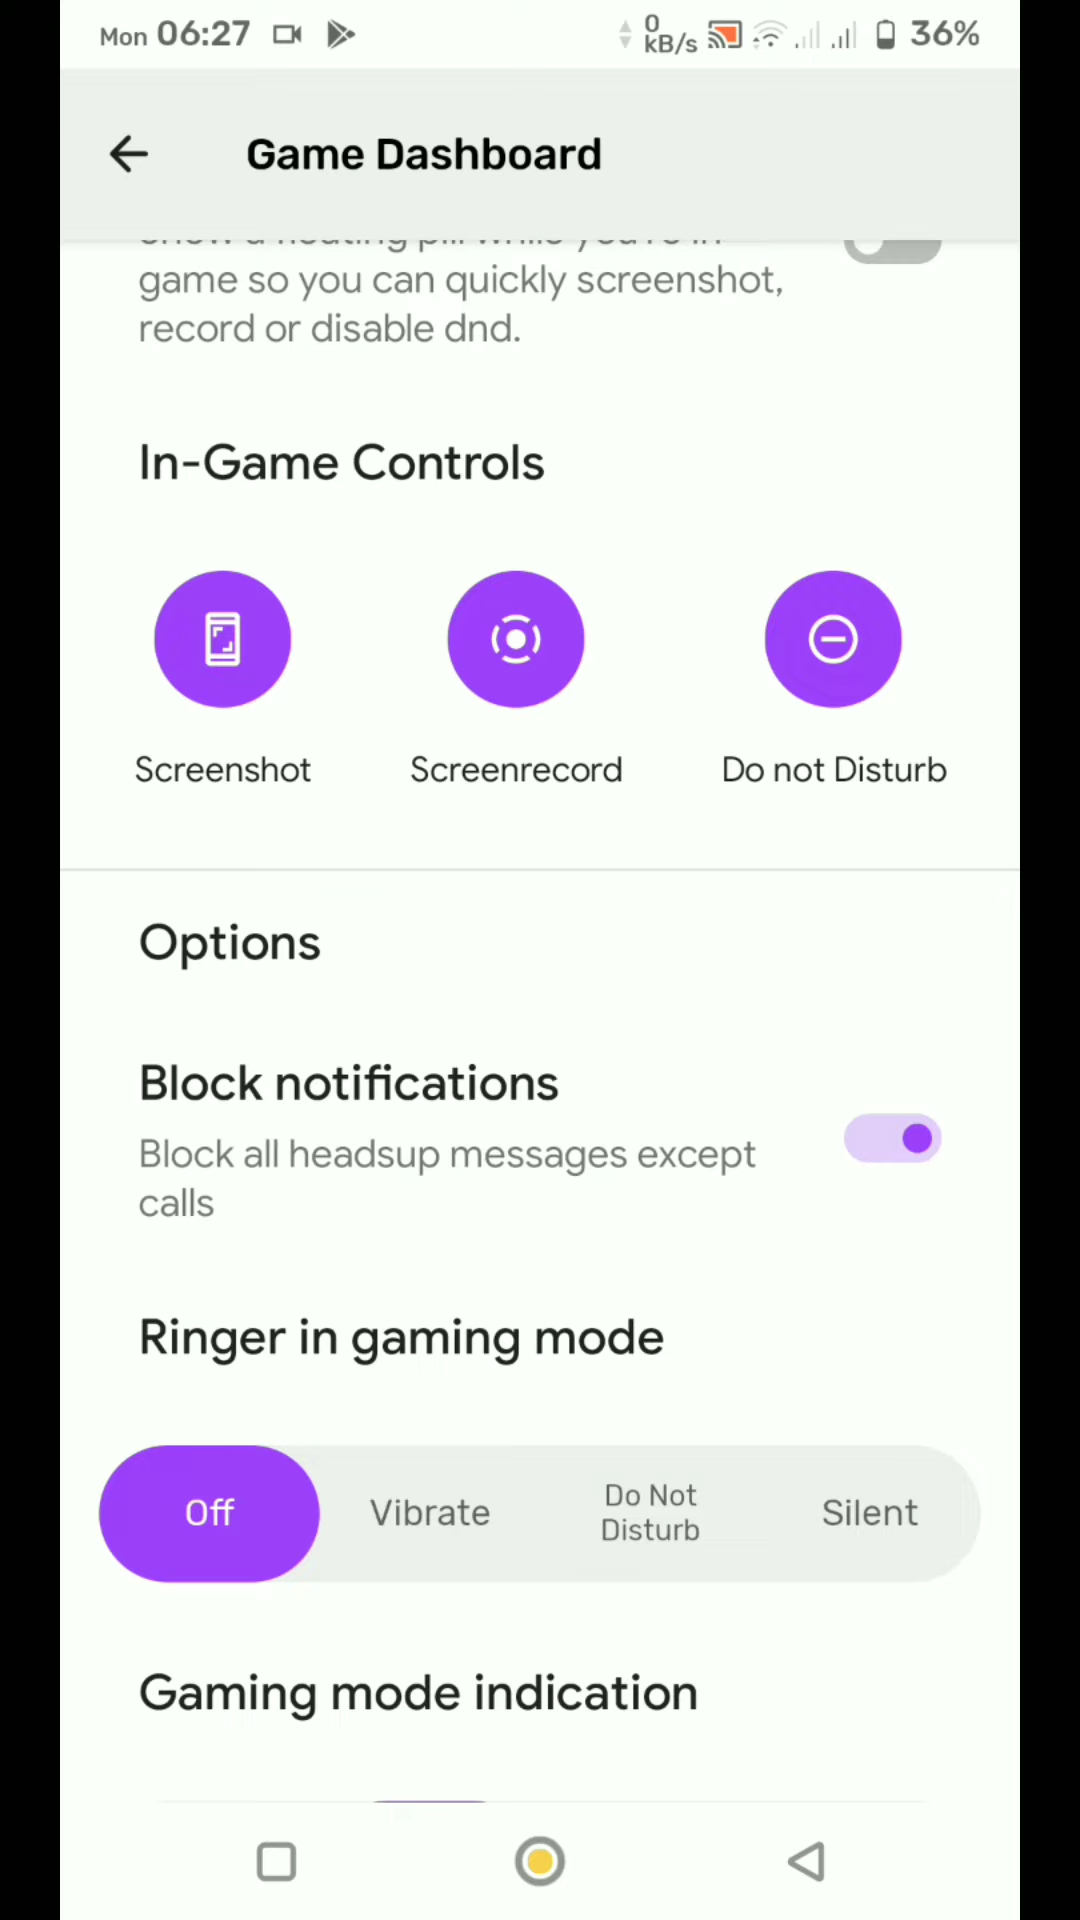 Mon 06:27
0
kB/s
36%
Game Dashboard
game so you can quickly screenshot,
record or disable dnd.
In-Game Controls
Screenshot
Screenrecord
Do not Disturb
Options
Block notifications
Block all headsup messages except
calls
Ringer in gaming mode
Off
Vibrate
Do Not
Disturb
Silent
Gaming mode indication